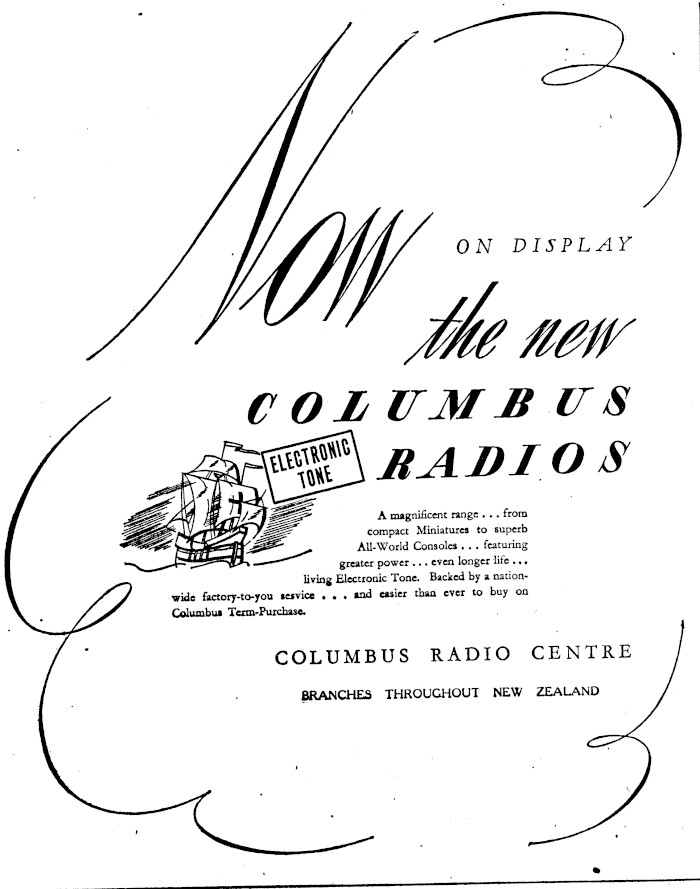 Now
ON DISPLAY
the new
COLUMBUS
RADIOS
ELECTRONIC
TONE
A magnificent range . . . from
compact Miniatures to superb
All-World Consoles . . . featuring
greater power . . . even longer life . . .
living Electronic Tone. Backed by a nation-
wide factory-to-you service . . . and easier than ever to buy on
Columbus Term-Purchase.
COLUMBUS RADIO CENTRE
BRANCHES THROUGHOUT NEW ZEALAND